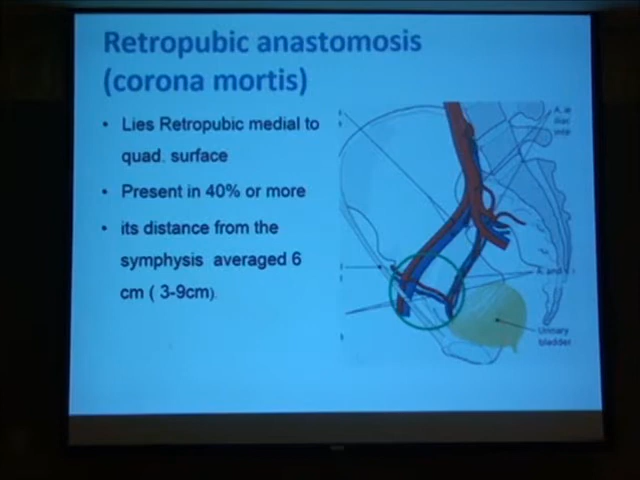 Retropubic anastomosis
(corona mortis)
• Lies Retropubic medial to
quad. surface
• Present in 40% or more
• its distance from the
symphysis averaged 6
cm ( 3-9cm).
Urinary
bladder